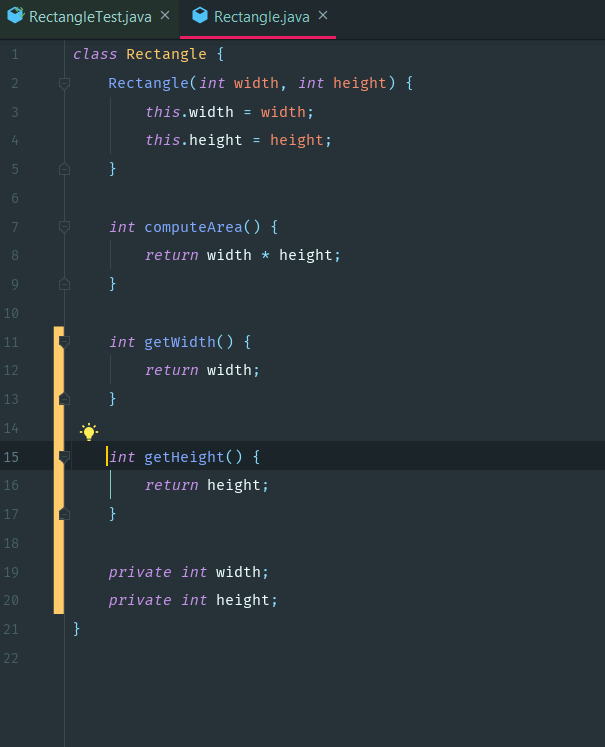 RectangleTest.java × Rectangle.java ×
1 class Rectangle {
2     Rectangle(int width, int height) {
3         this.width = width;
4         this.height = height;
5     }
6
7     int computeArea() {
8         return width * height;
9     }
10
11     int getWidth() {
12         return width;
13     }
14
15     int getHeight() {
16         return height;
17     }
18
19     private int width;
20     private int height;
21 }
22